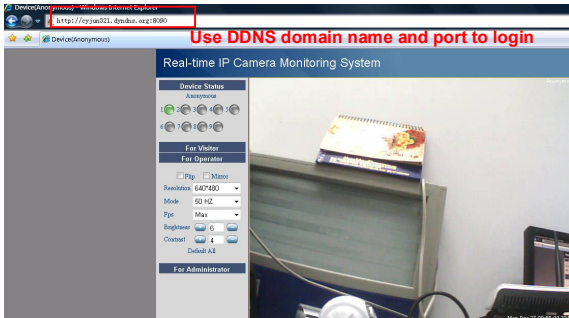 Device(Anonymous) - Windows Internet Explorer
http://cyjun321.dyndns.org:8090
Device(Anonymous)
Use DDNS domain name and port to login
Real-time IP Camera Monitoring System
Device Status
Anonymous
1 2 3 4 5
6 7 8 9
For Visitor
For Operator
Flip Mirror
Resolution 640*480
Mode 50 HZ
Fps Max
Brightness 6
Contrast 4
Default All
For Administrator